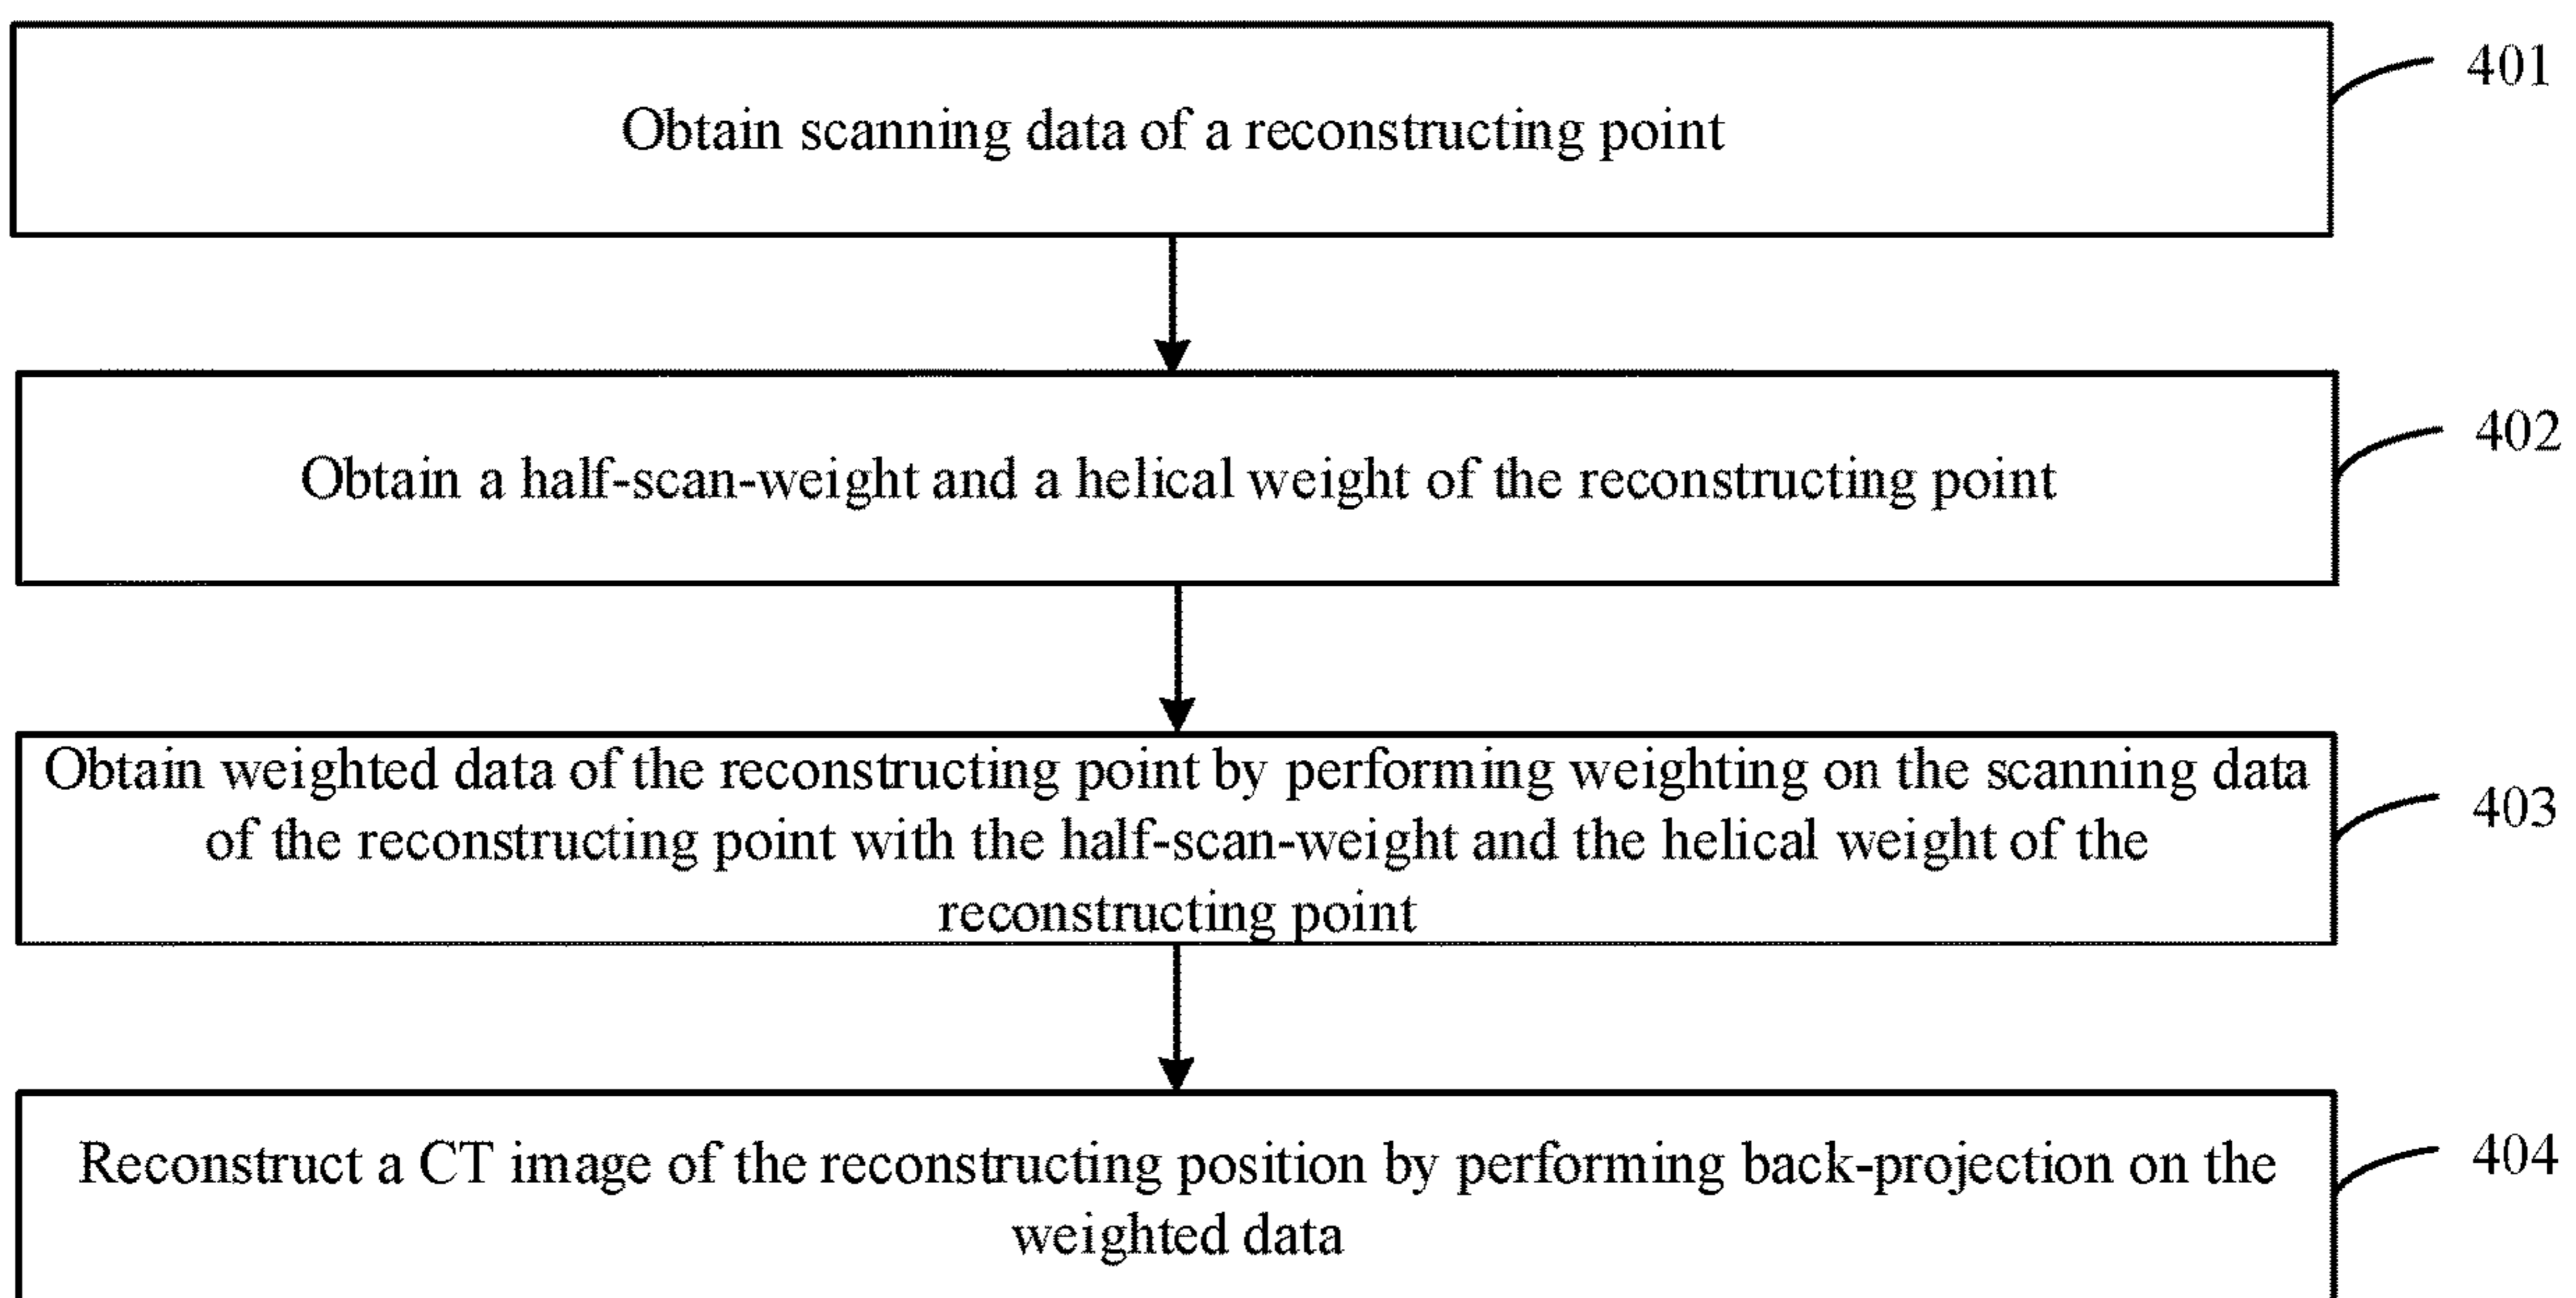 Obtain scanning data of a reconstructing point
401
Obtain a half-scan-weight and a helical weight of the reconstructing point
402
Obtain weighted data of the reconstructing point by performing weighting on the scanning data
of the reconstructing point with the half-scan-weight and the helical weight of the
reconstructing point
403
Reconstruct a CT image of the reconstructing position by performing back-projection on the
weighted data
404